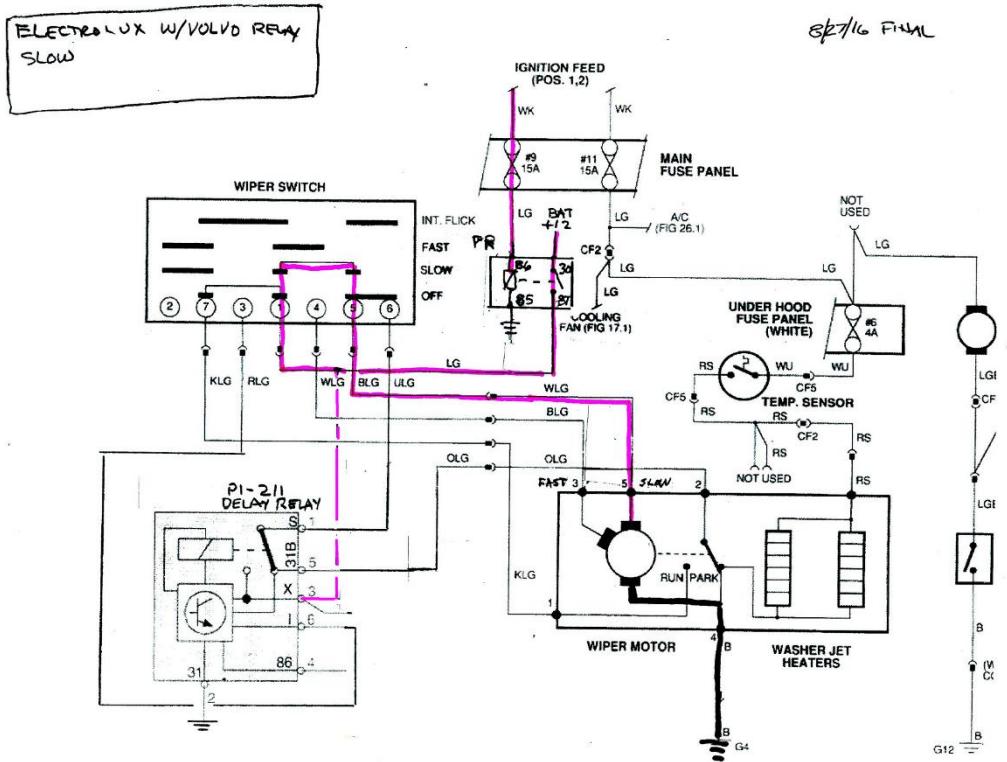 ELECTROLUX W/VOLVO RELAY
SLOW
8/27/16 FINAL
IGNITION FEED
(POS. 1,2)
WK
WK
#9
15A
#11
15A
MAIN
FUSE PANEL
WIPER SWITCH
INT. FLICK
FAST
SLOW
OFF
2
7
3
4
5
6
LG
BAT
+12
PR
86
30
85
87
LG
A/C
(FIG 26.1)
CF2
LG
LG
COOLING
FAN (FIG 17.1)
NOT
USED
LG
LG
UNDER HOOD
FUSE PANEL
(WHITE)
#6
4A
RS
WU
WU
CF5
TEMP. SENSOR
CF5
RS
RS
CF2
RS
RS
RS
NOT USED
KLG
RLG
WLG
BLG
ULG
LG
WLG
BLG
OLG
OLG
FAST 3
5 SLOW
2
P1-211
DELAY RELAY
S
1
31B
5
X
3
I
6
86
4
31
2
KLG
1
RUN
PARK
4
B
WIPER MOTOR
WASHER JET
HEATERS
B
G4
LGE
CF
LGE
B
B
G12